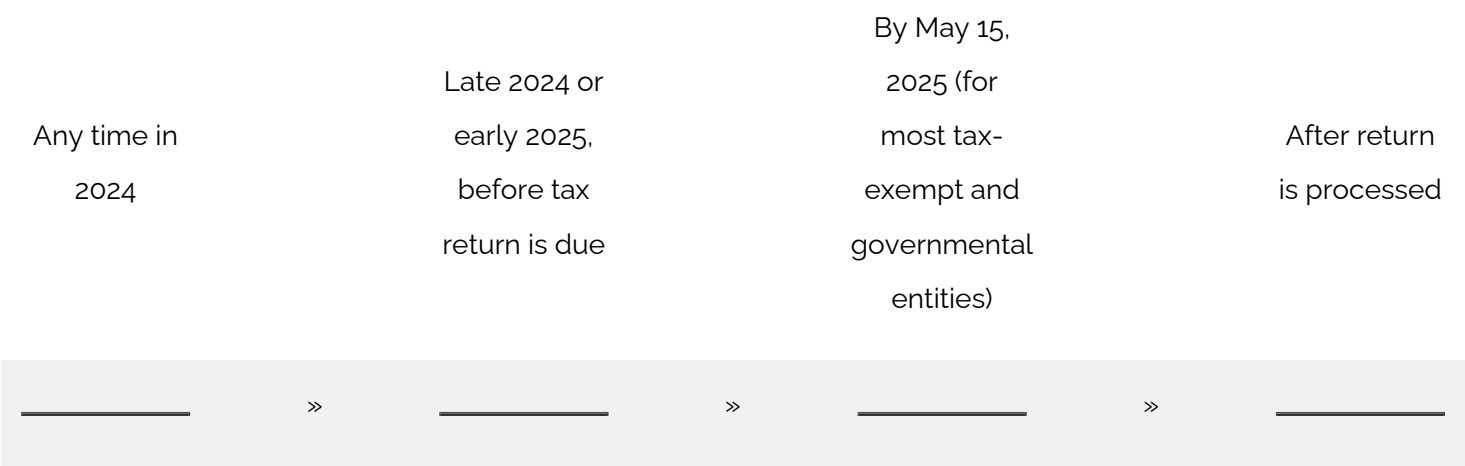 Any time in
2024
Late 2024 or
early 2025,
before tax
return is due
By May 15,
2025 (for
most tax-
exempt and
governmental
entities)
After return
is processed
» » »